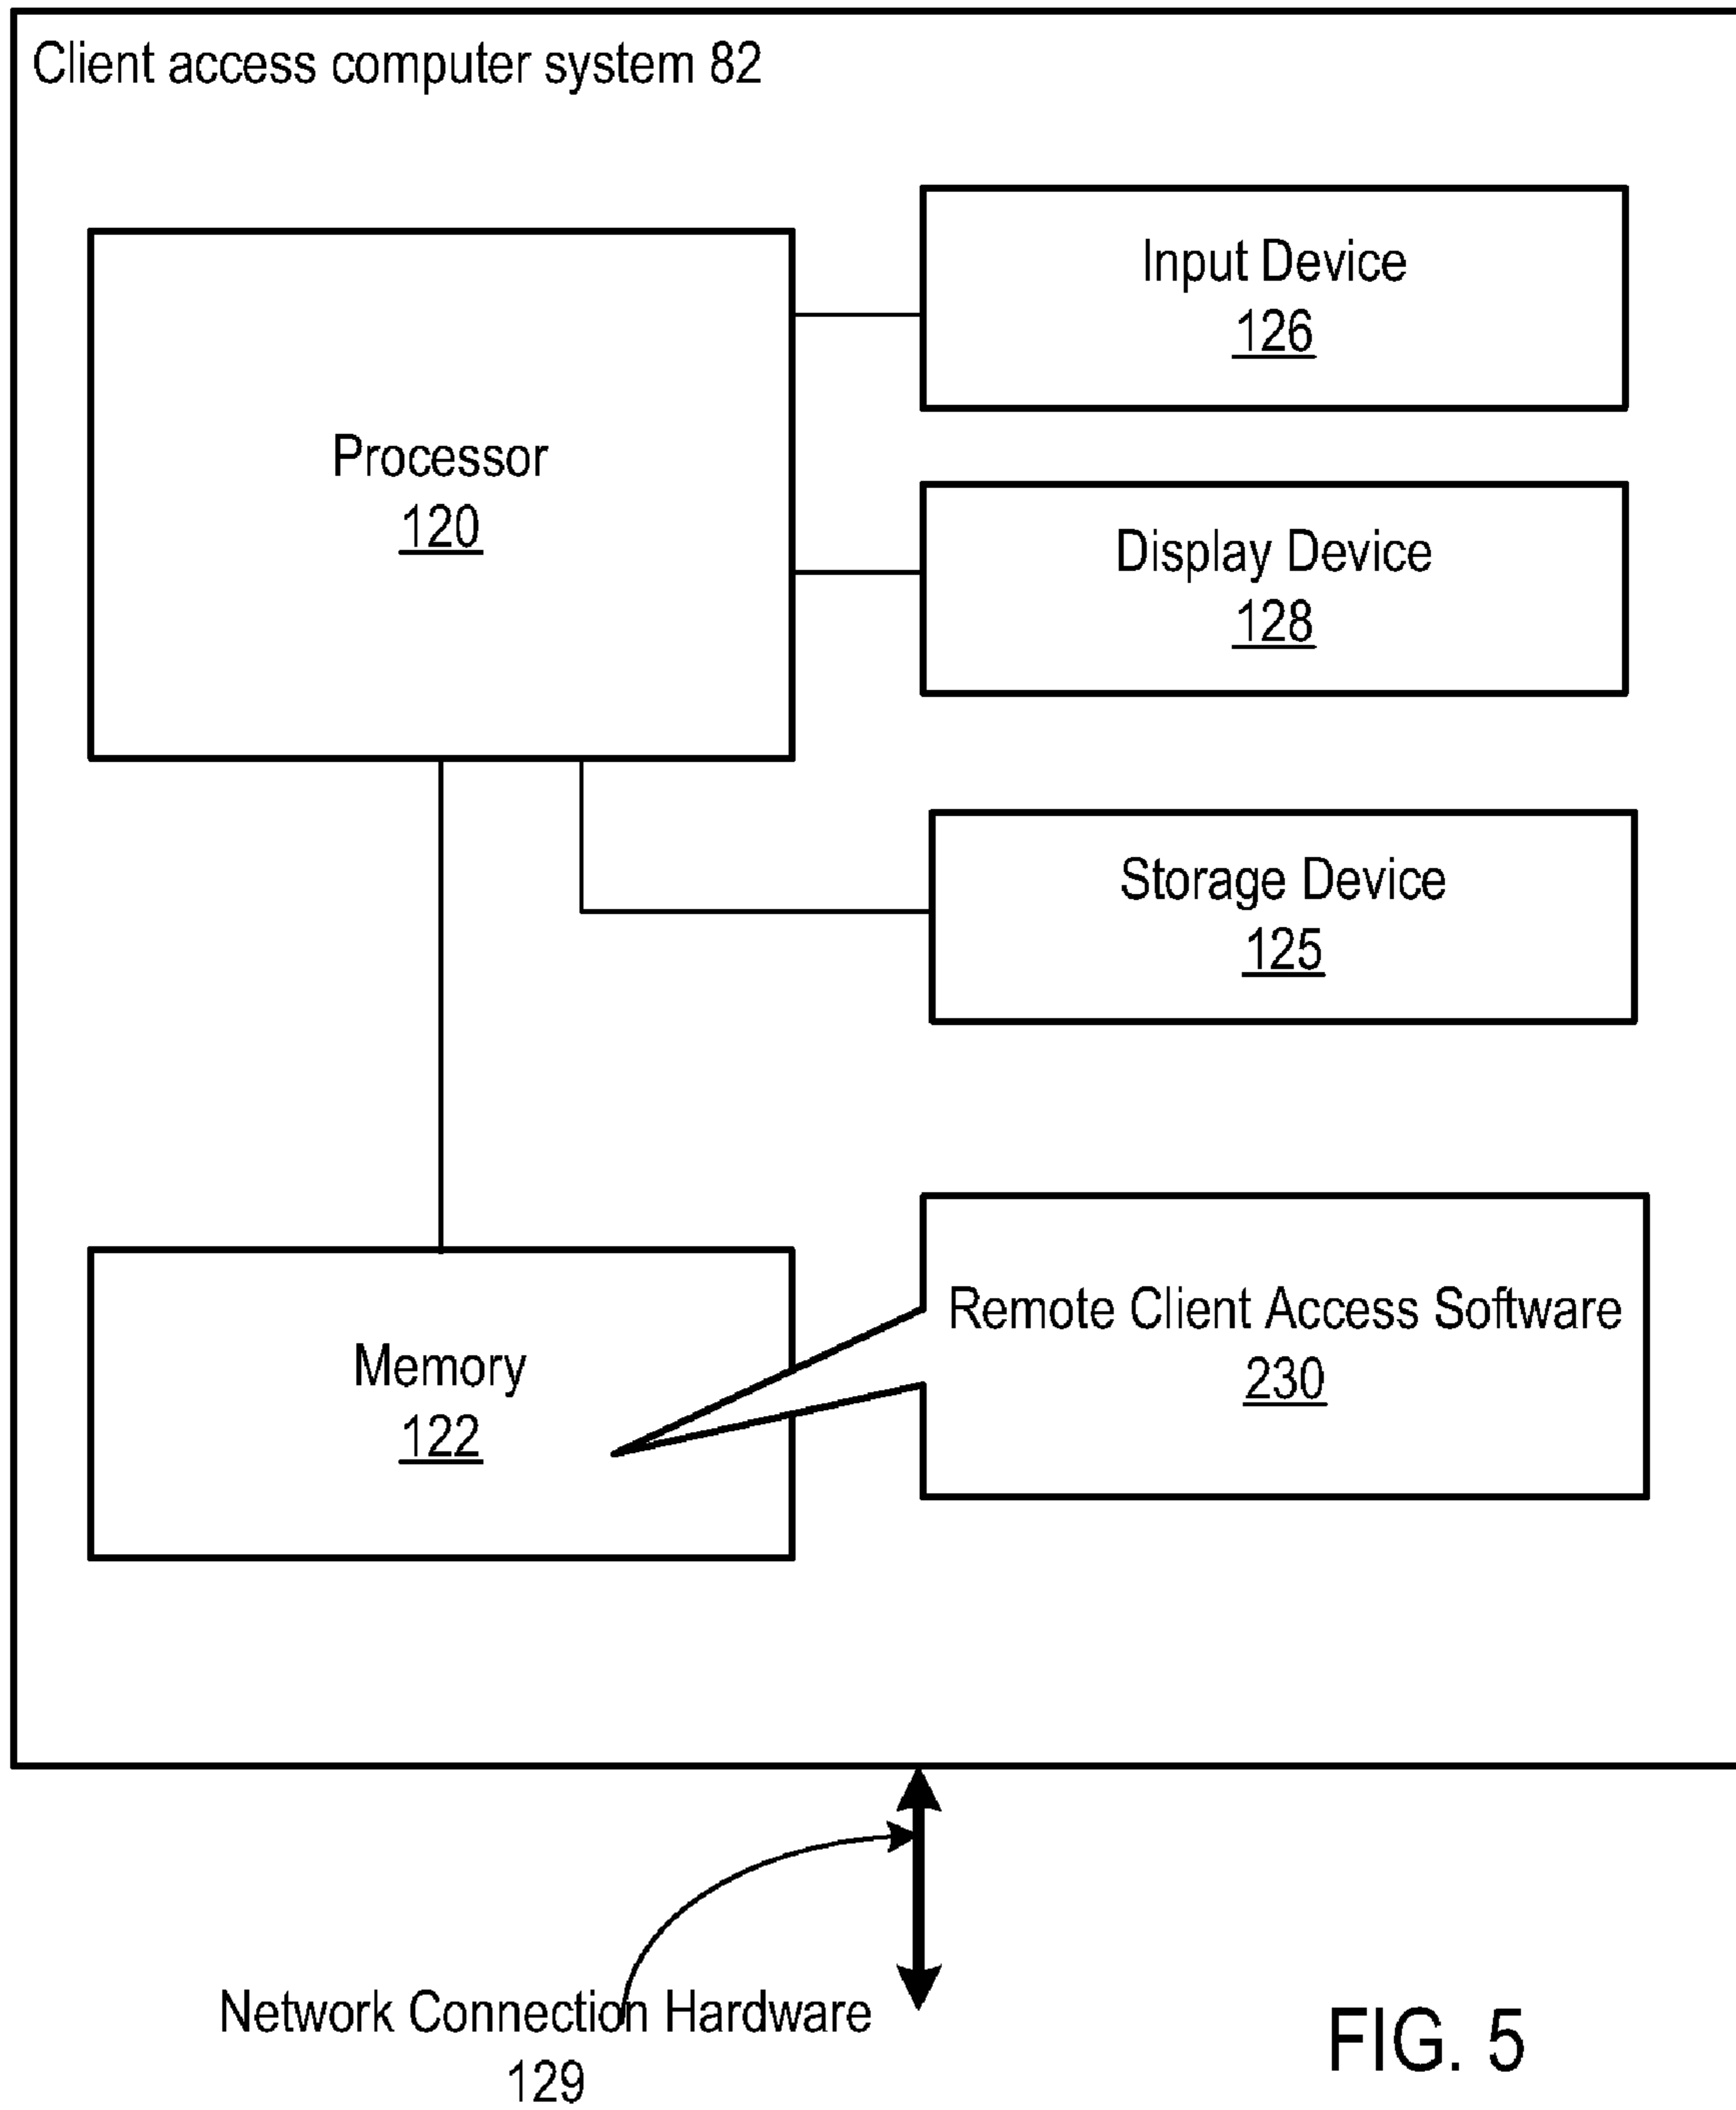 Client access computer system 82
Input Device
126
Processor
120
Display Device
128
Storage Device
125
Remote Client Access Software
230
Memory
122
Network Connection Hardware
129
FIG. 5